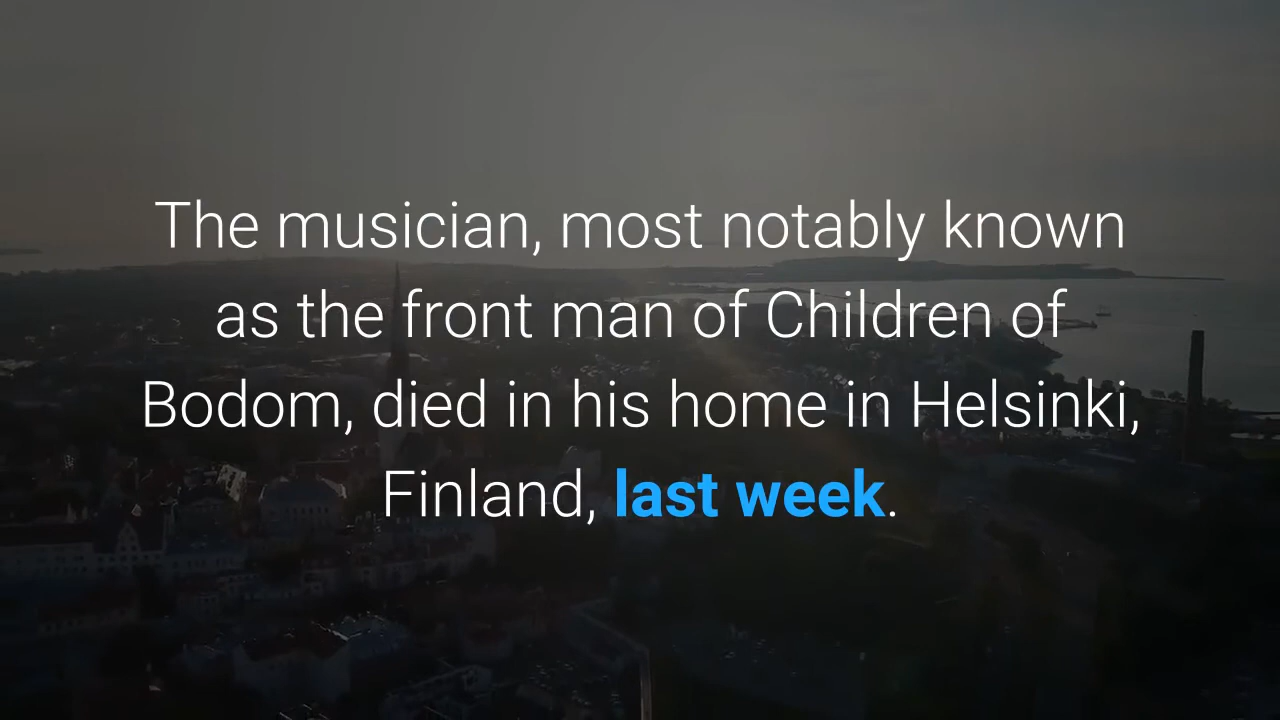 The musician, most notably known
as the front man of Children of
Bodom, died in his home in Helsinki,
Finland, last week.